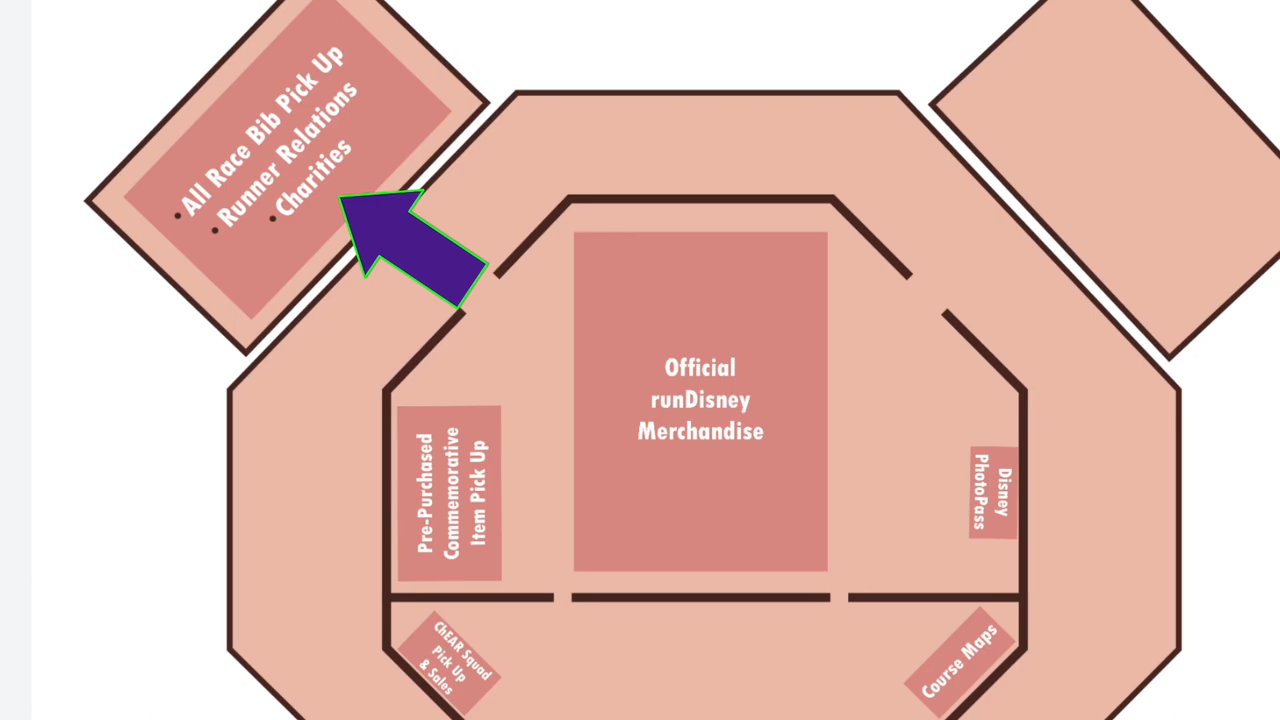 • All Race Bib Pick Up
• Runner Relations
• Charities
Official
runDisney
Merchandise
Pre-Purchased
Commemorative
Item Pick Up
Disney
PhotoPass
ChEAR Squad
Pick Up
& Sales
Course Maps